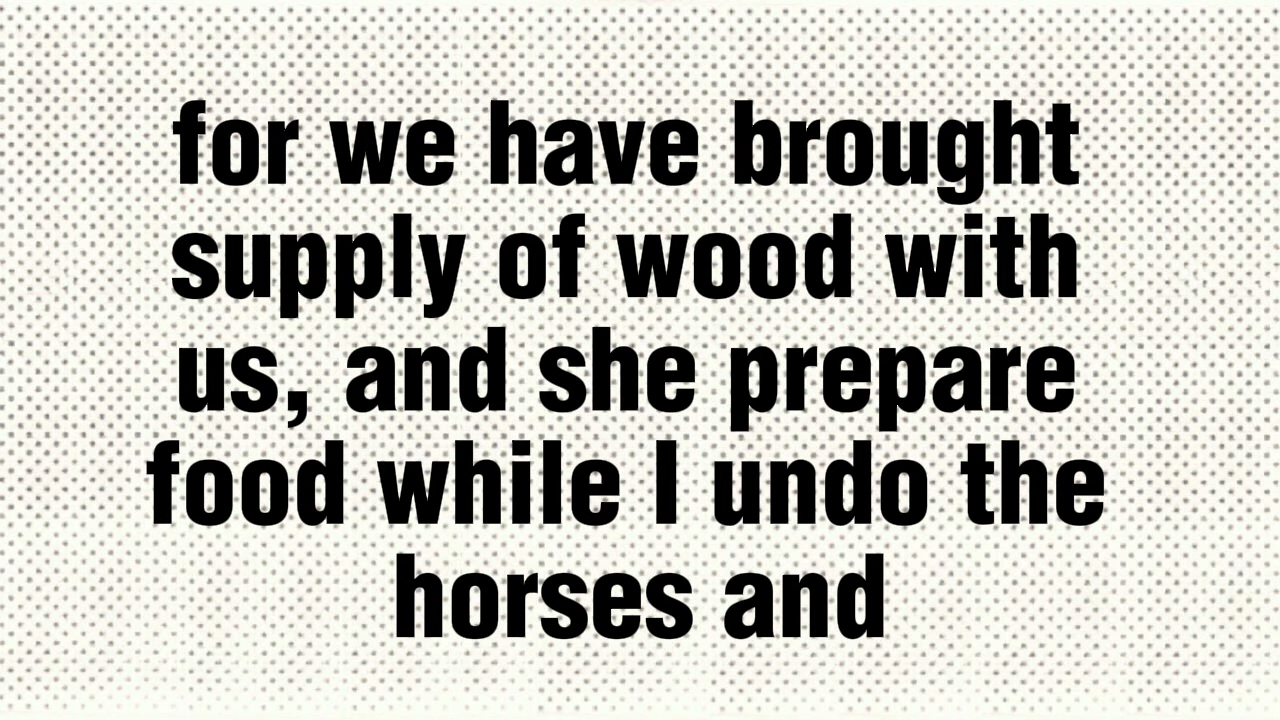 for we have brought
supply of wood with
us, and she prepare
food while I undo the
horses and